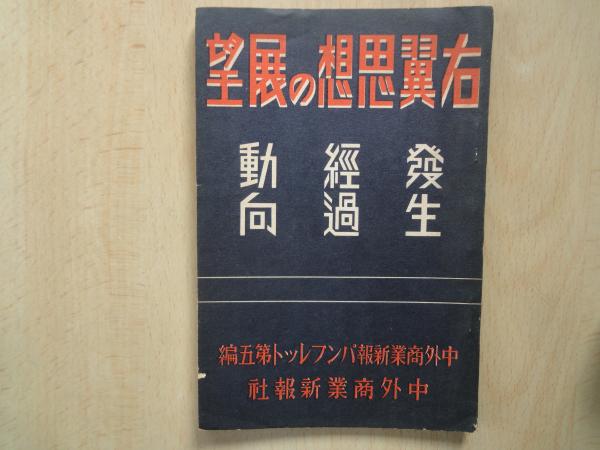 右翼思想の展望
發生
經過
動向
中外商業新報パンフレット第五編
中外商業新報社